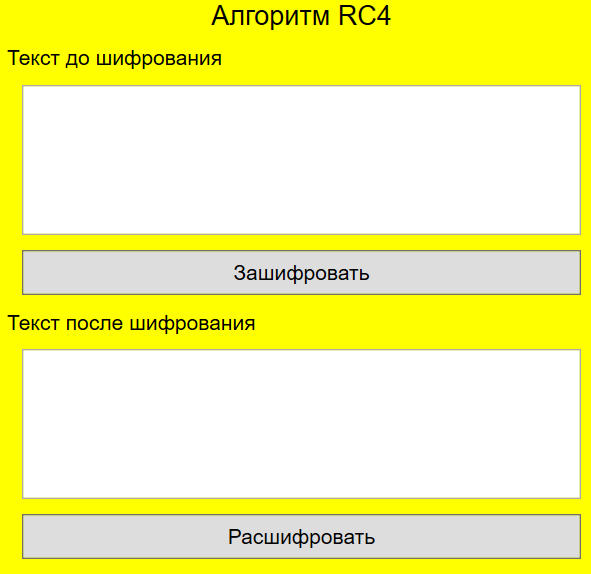 Алгоритм RC4
Текст до шифрования
Зашифровать
Текст после шифрования
Расшифровать